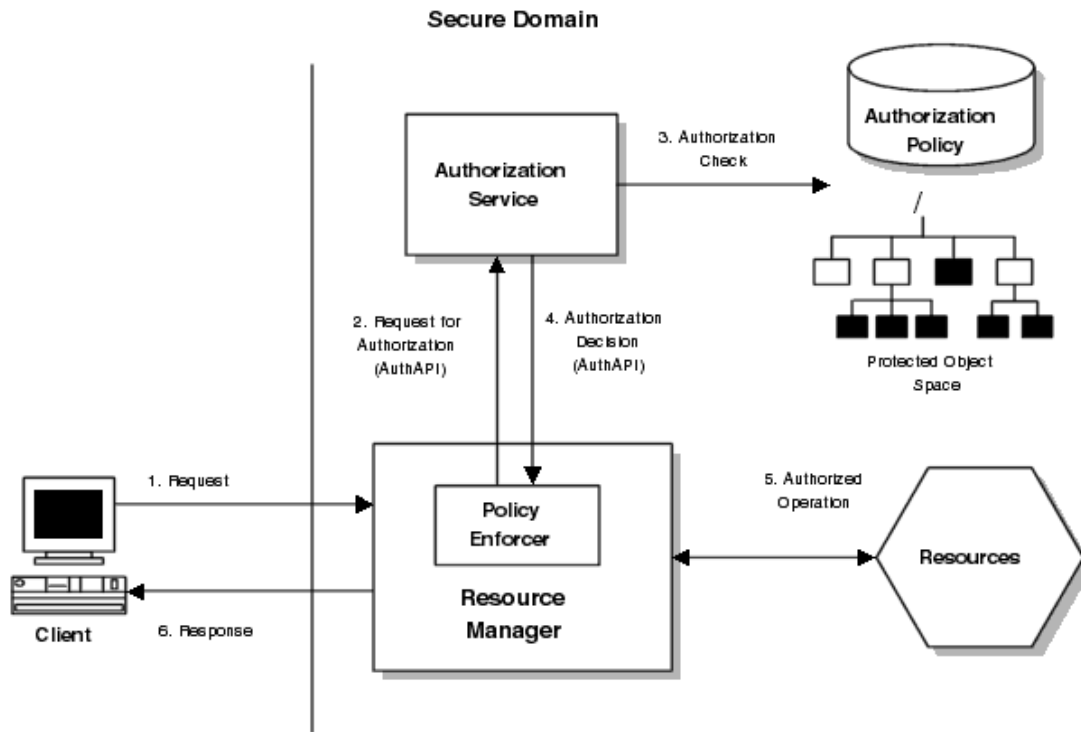 Secure Domain
Authorization
Policy
3. Authorization
Check
Authorization
Service
/
2. Request for
Authorization
(AuthAPI)
4. Authorization
Decision
(AuthAPI)
Protected Object
Space
1. Request
Policy
Enforcer
5. Authorized
Operation
Resources
Resource
Manager
6. Response
Client